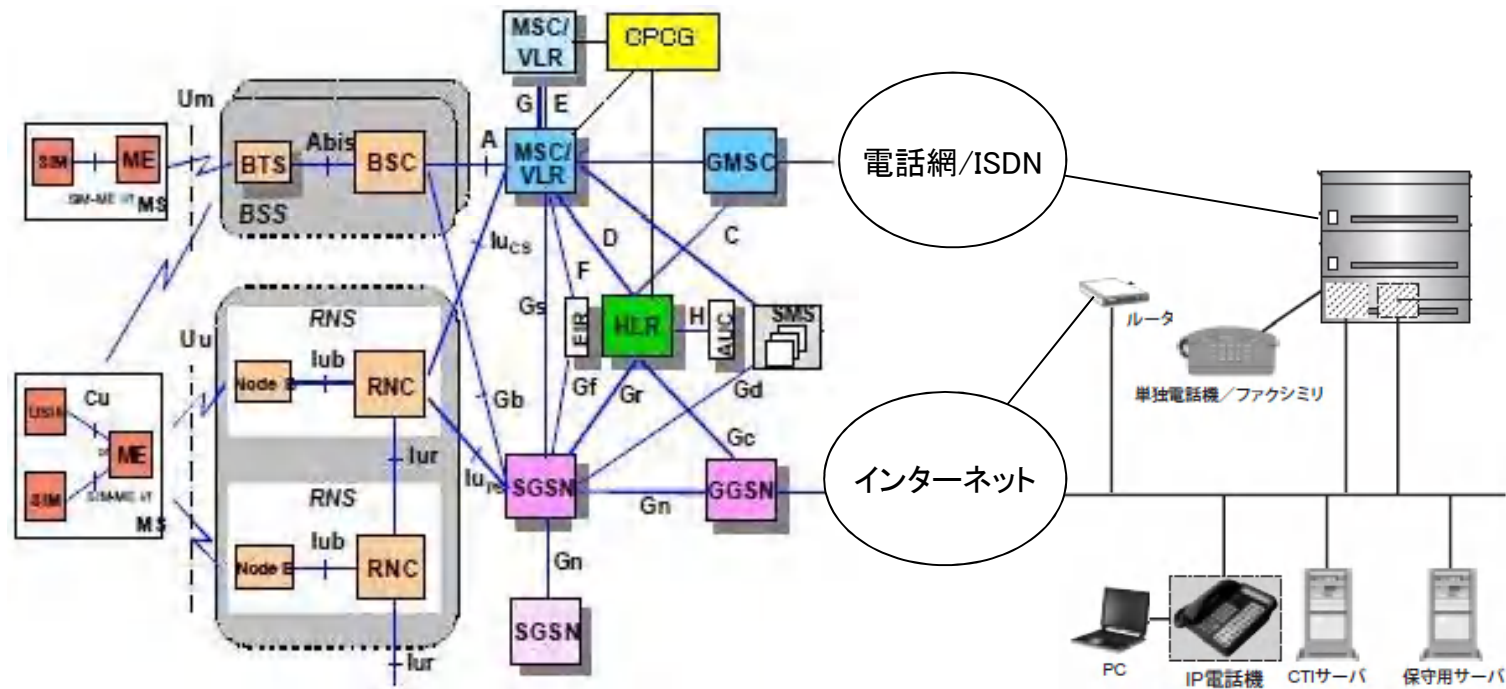 MSC/
VLR
CPCG
Um
G
E
SIM
ME
SIM-ME i/f
MS
BTS
Abis
BSC
BSS
A
MSC/
VLR
GMSC
電話網/ISDN
IuCS
D
C
F
Gs
EIR
HLR
H
AUC
SMS
ルータ
単独電話機/ファクシミリ
Uu
RNS
Node B
Iub
RNC
Cu
ME
SIM
SIM-ME i/f
MS
Iur
Gb
Gf
Gr
Gd
Gc
SGSN
Gn
GGSN
インターネット
RNS
Node B
Iub
RNC
Iur
Gn
SGSN
PC
IP電話機
CTIサーバ
保守用サーバ